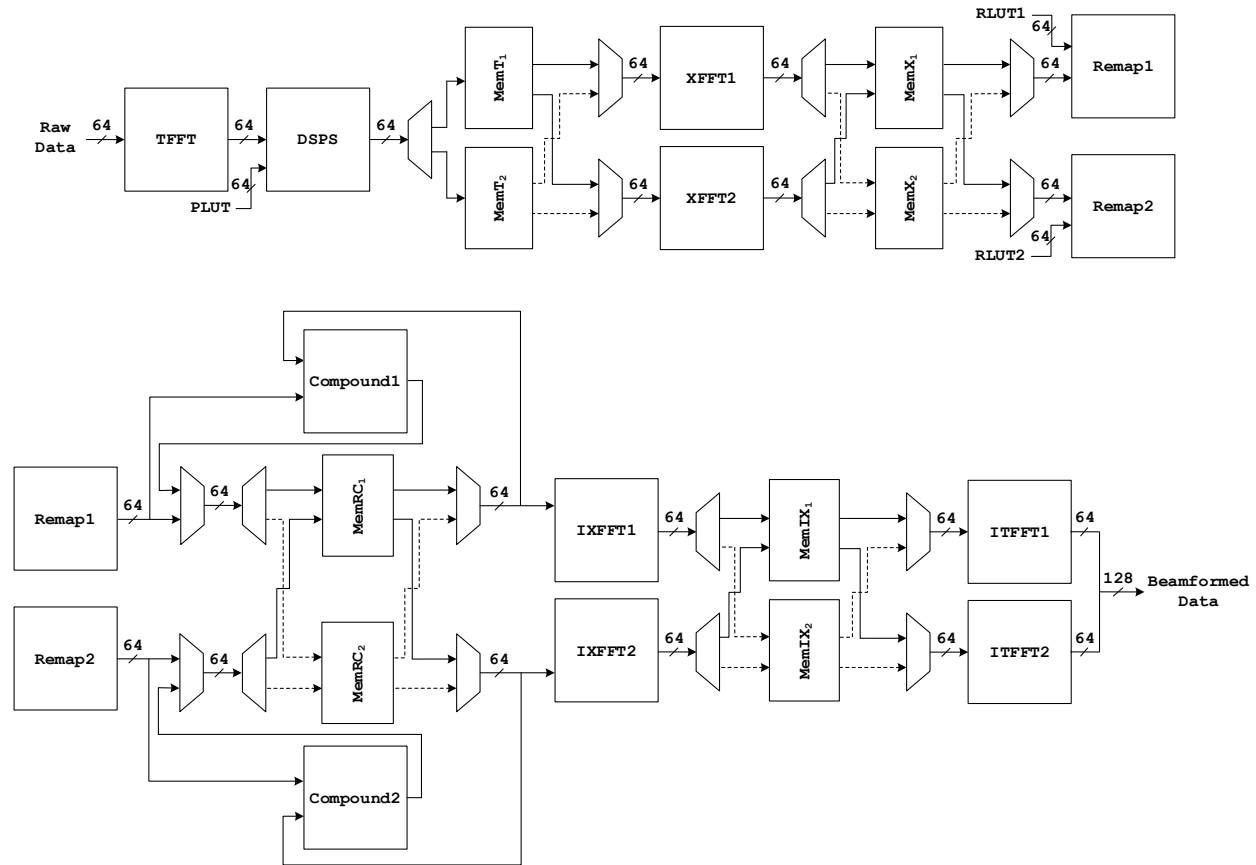 RLUT1
64
MemT₁
64
XFFT1
64
MemX₁
64
Remap1
Raw
Data
64
TFFT
64
DSPS
64
64
PLUT
MemT₂
64
XFFT2
64
MemX₂
64
Remap2
64
RLUT2
Compound1
Remap1
64
64
MemRC₁
64
IXFFT1
64
MemIX₁
64
ITFFT1
64
128
Beamformed
Data
Remap2
64
64
MemRC₂
64
IXFFT2
64
MemIX₂
64
ITFFT2
64
Compound2